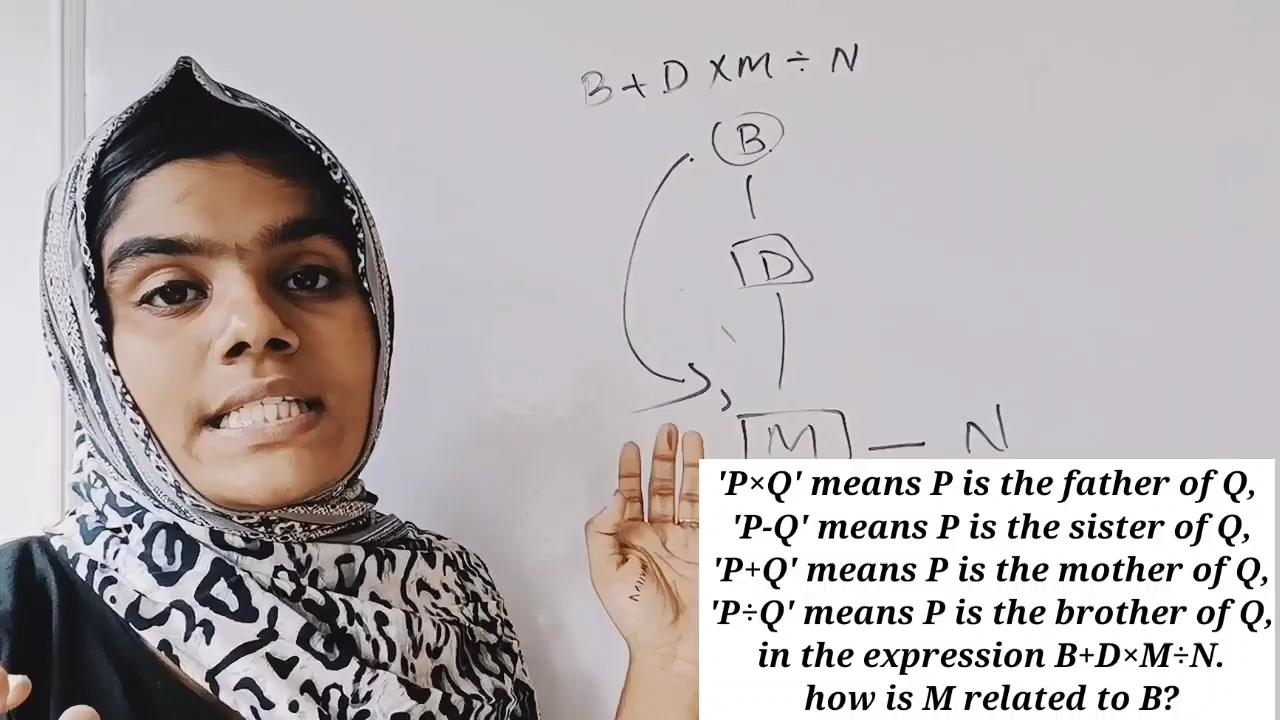 B+D×M÷N
B
D
M — N
'P×Q' means P is the father of Q,
'P-Q' means P is the sister of Q,
'P+Q' means P is the mother of Q,
'P÷Q' means P is the brother of Q,
in the expression B+D×M÷N.
how is M related to B?